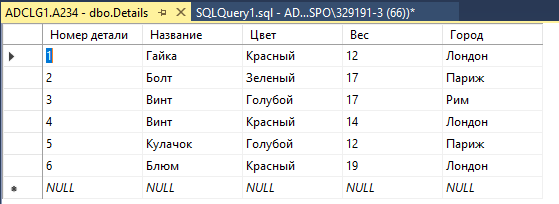 ADCLG1.A234 - dbo.Details SQLQuery1.sql - AD...SPO\329191-3 (66))*
Номер детали Название Цвет Вес Город
1 Гайка Красный 12 Лондон
2 Болт Зеленый 17 Париж
3 Винт Голубой 17 Рим
4 Винт Красный 14 Лондон
5 Кулачок Голубой 12 Париж
6 Блюм Красный 19 Лондон
NULL NULL NULL NULL NULL